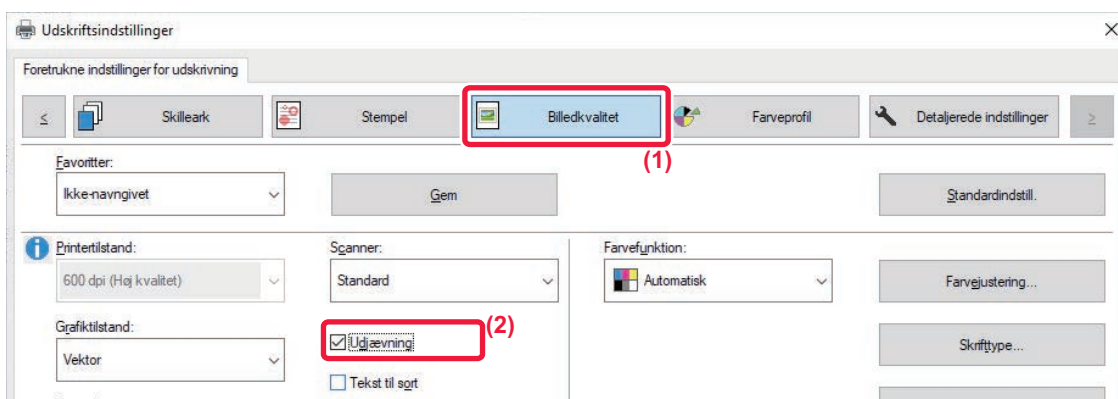 Udskriftsindstillinger
Foretrukne indstillinger for udskrivning
< Skilleark Stempel Billedkvalitet Farveprofil Detaljerede indstillinger >
(1)
Favoritter:
Ikke-navngivet Gem Standardindstill.
Printertilstand: Scanner: Farvefunktion:
600 dpi (Høj kvalitet) Standard Automatisk Farvejustering...
Grafiktilstand: Udjævning (2)
Vektor Skrifttype...
Tekst til sort